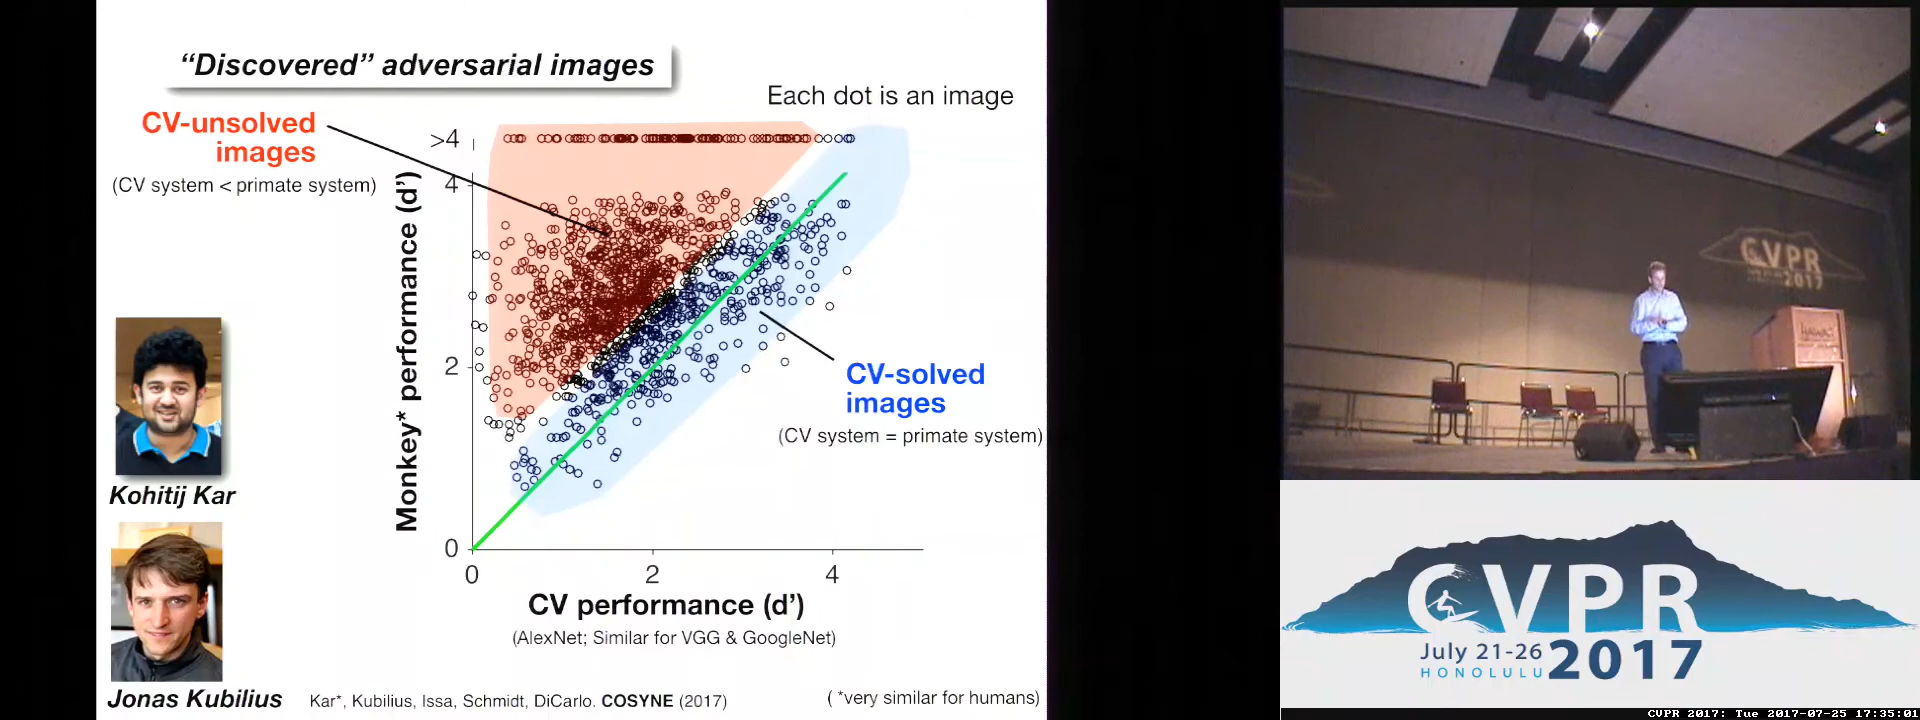 “Discovered” adversarial images
Each dot is an image
CV-unsolved
images
(CV system < primate system)
>4
4
2
0
Monkey* performance (d’)
0
2
4
CV performance (d’)
(AlexNet; Similar for VGG & GoogleNet)
CV-solved
images
(CV system = primate system)
Kohitij Kar
Jonas Kubilius
Kar*, Kubilius, Issa, Schmidt, DiCarlo. COSYNE (2017)
( *very similar for humans)
CVPR
2017
CVPR
July 21-26
2017
HONOLULU
CVPR 2017: Tue 2017-07-25 17:35:01